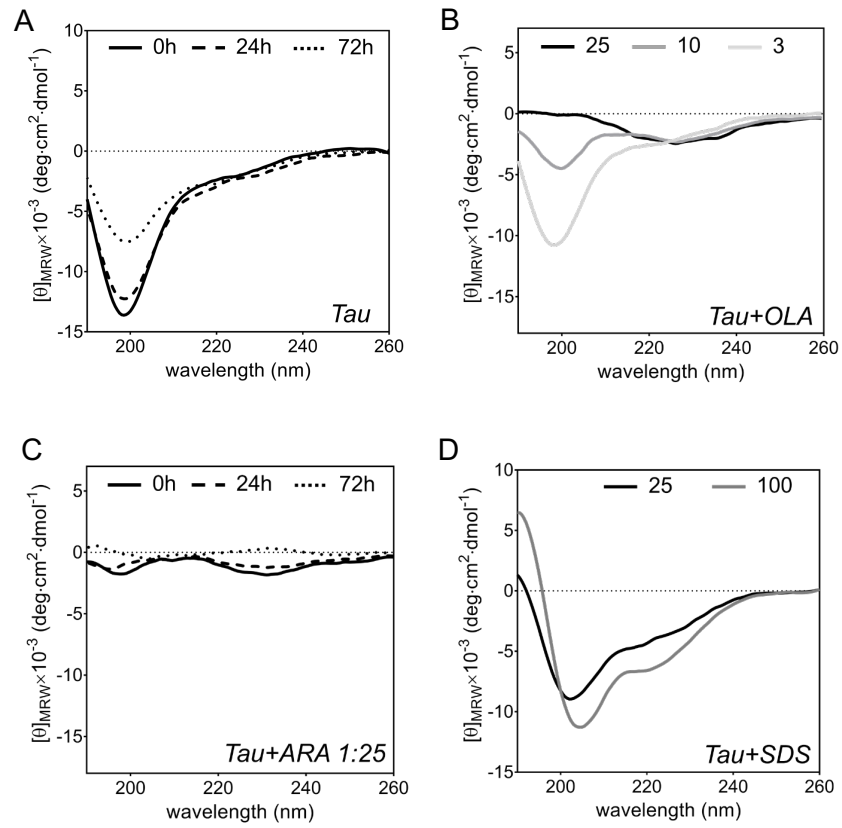 A
[θ]MRW×10⁻³ (deg·cm²·dmol⁻¹)
10
5
0
-5
-10
-15
0h 24h 72h
Tau
200 220 240 260
wavelength (nm)
B
[θ]MRW×10⁻³ (deg·cm²·dmol⁻¹)
5
0
-5
-10
-15
25 10 3
Tau+OLA
200 220 240 260
wavelength (nm)
C
[θ]MRW×10⁻³ (deg·cm²·dmol⁻¹)
5
0
-5
-10
-15
0h 24h 72h
Tau+ARA 1:25
200 220 240 260
wavelength (nm)
D
[θ]MRW×10⁻³ (deg·cm²·dmol⁻¹)
10
5
0
-5
-10
-15
25 100
Tau+SDS
200 220 240 260
wavelength (nm)